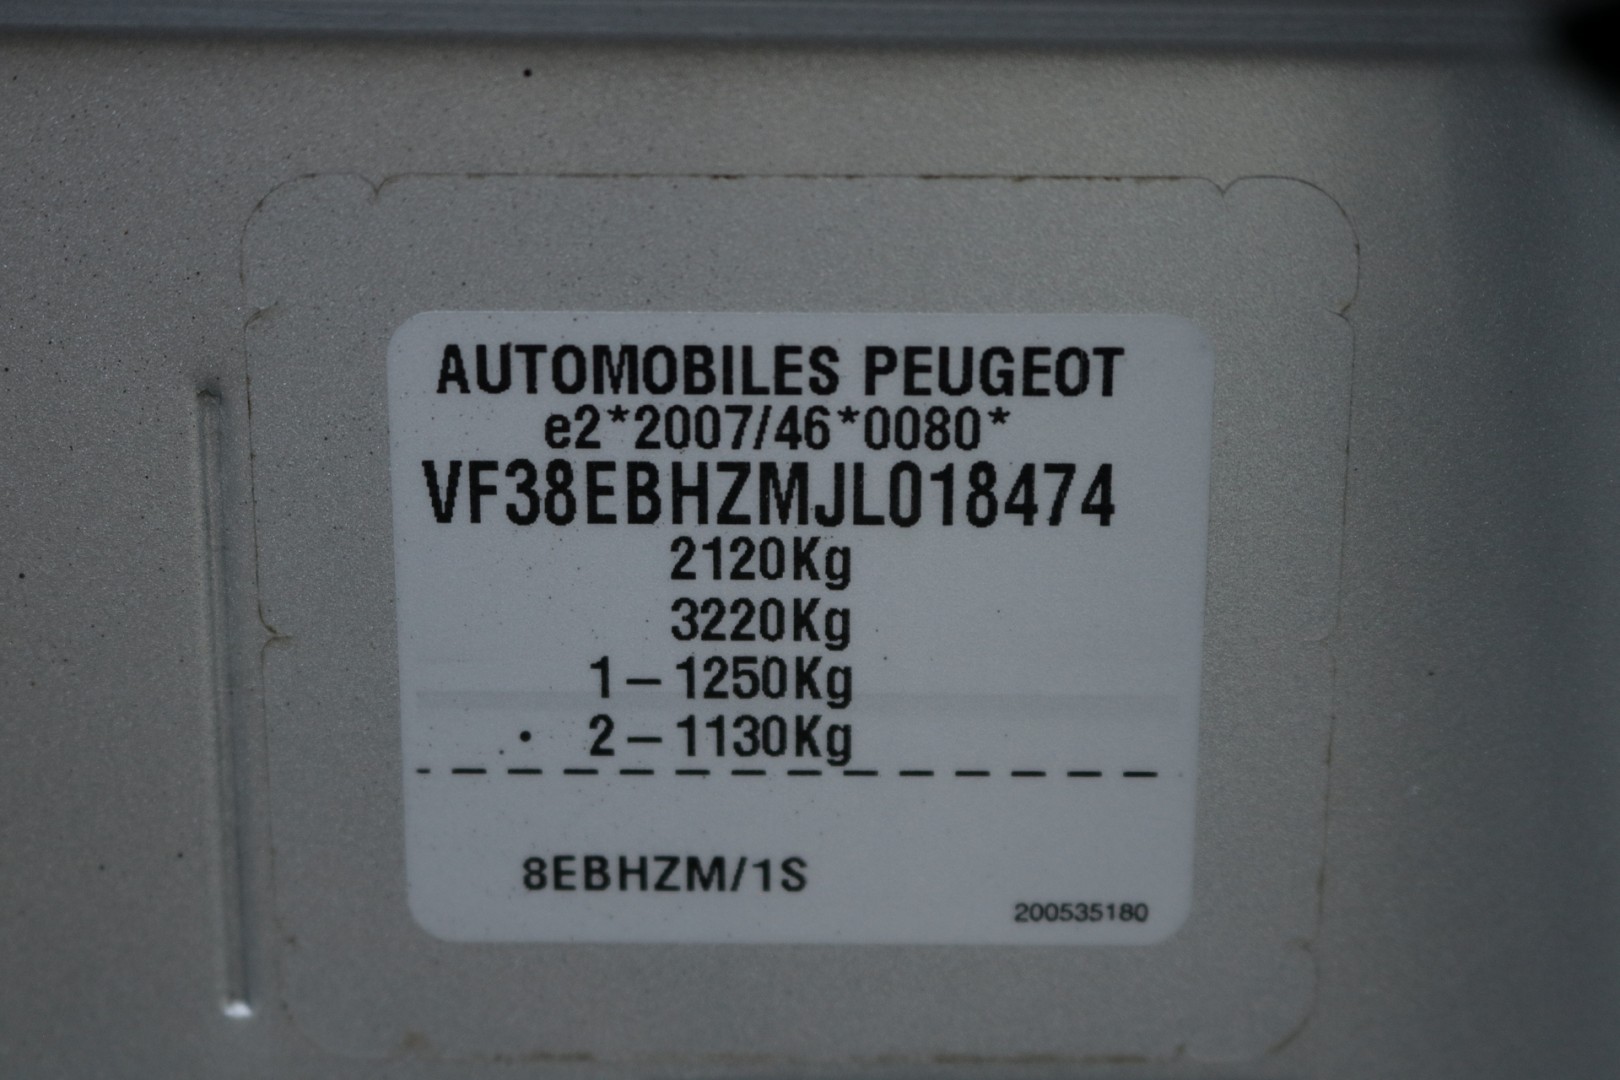 AUTOMOBILES PEUGEOT
e2*2007/46*0080*
VF38EBHZMJL018474
2120Kg
3220Kg
1–1250Kg
2–1130Kg
8EBHZM/1S
200535180